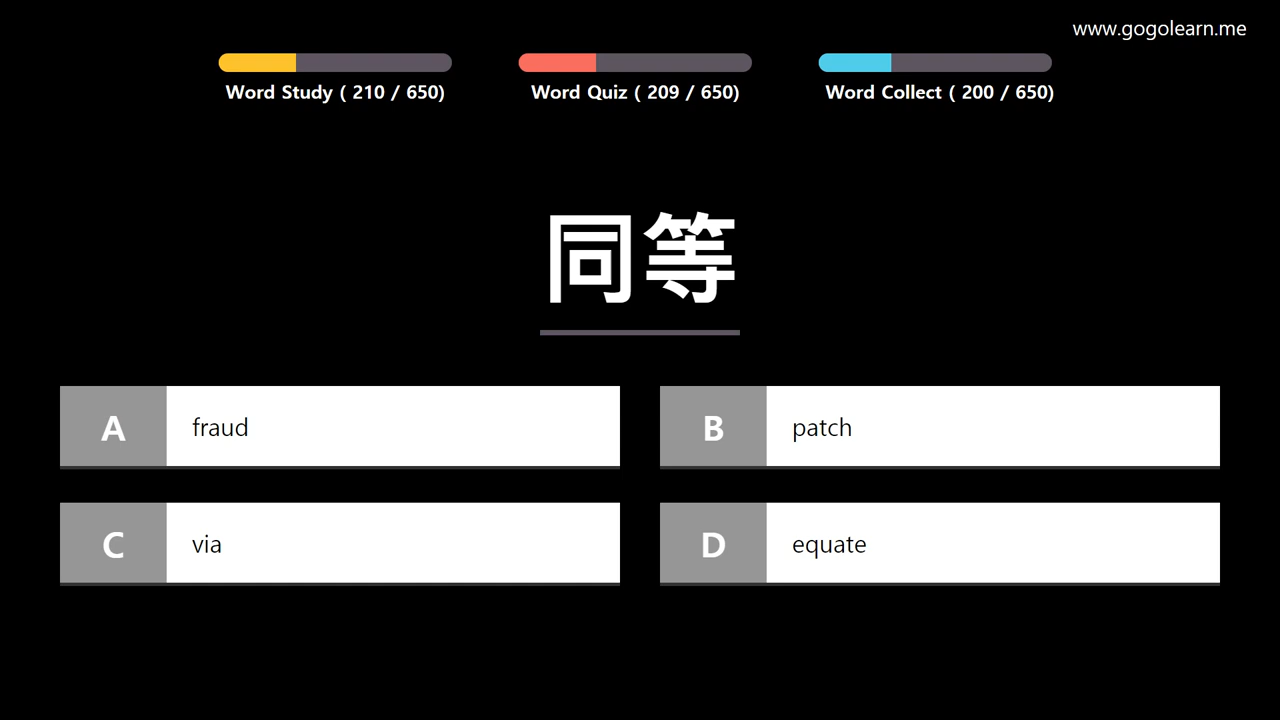 www.gogolearn.me
Word Study ( 210 / 650)
Word Quiz ( 209 / 650)
Word Collect ( 200 / 650)
同等
A fraud
B patch
C via
D equate